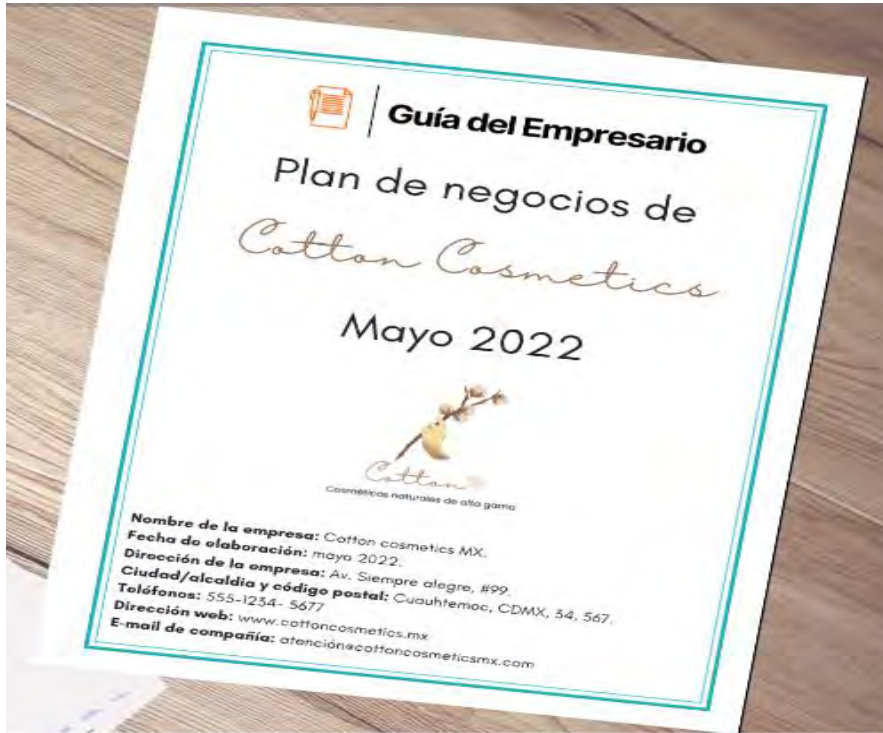 Guía del Empresario
Plan de negocios de
Cotton Cosmetics
Mayo 2022
Cotton
Cosméticos naturales de alta gama
Nombre de la empresa: Cotton cosmetics MX.
Fecha de elaboración: mayo 2022.
Dirección de la empresa: Av. Siempre alegre, #99.
Ciudad/alcaldía y código postal: Cuauhtemoc, CDMX, 34, 567.
Teléfonos: 555-1234- 5677
Dirección web: www.cottoncosmetics.mx
E-mail de compañía: atención@cottoncosmeticsmx.com